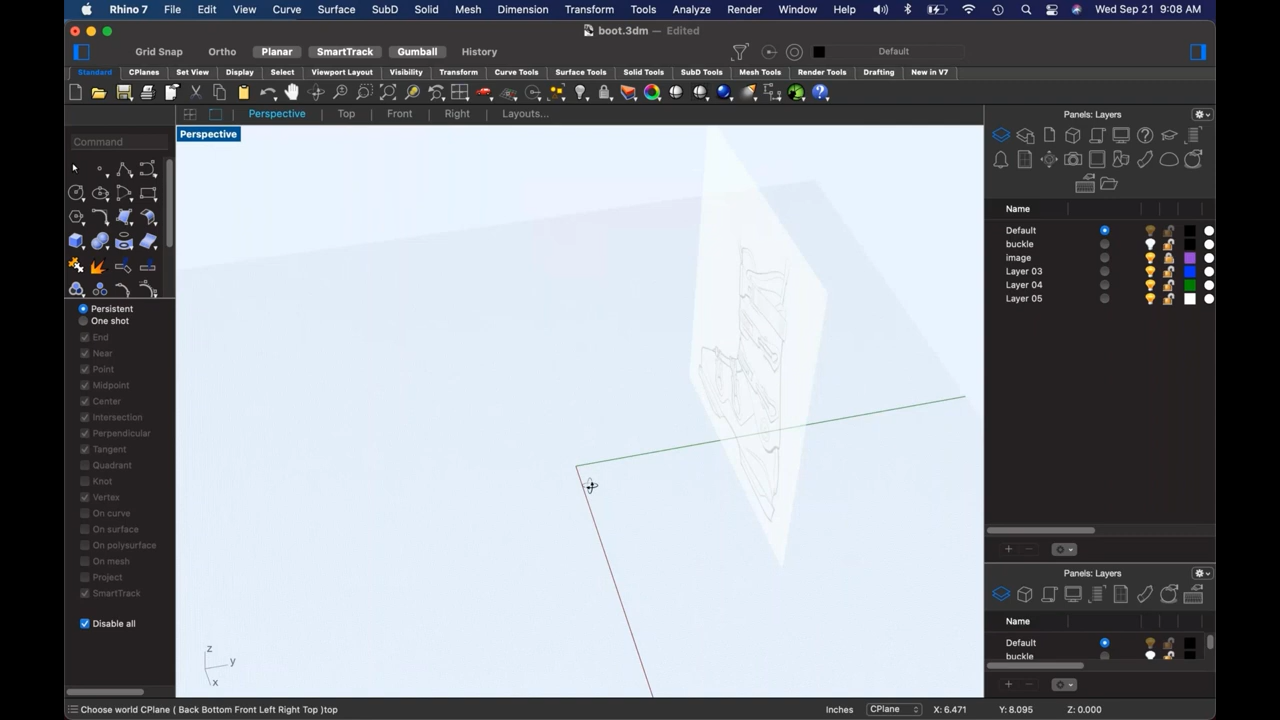 Rhino 7 File Edit View Curve Surface SubD Solid Mesh Dimension Transform Tools Analyze Render Window Help Wed Sep 21 9:08 AM
boot.3dm — Edited
Grid Snap Ortho Planar SmartTrack Gumball History Default
Standard CPlanes Set View Display Select Viewport Layout Visibility Transform Curve Tools Surface Tools Solid Tools SubD Tools Mesh Tools Render Tools Drafting New in V7
Perspective Top Front Right Layouts...
Panels: Layers
Perspective
Command
Name
Default
buckle
image
Layer 03
Layer 04
Layer 05
Persistent
One shot
End
Near
Point
Midpoint
Center
Intersection
Perpendicular
Tangent
Quadrant
Knot
Vertex
On curve
On surface
On polysurface
On mesh
Project
SmartTrack
Disable all
Panels: Layers
Name
Default
buckle
z
y
x
Choose world CPlane ( Back Bottom Front Left Right Top )top
inches CPlane X: 6.471 Y: 8.095 Z: 0.000